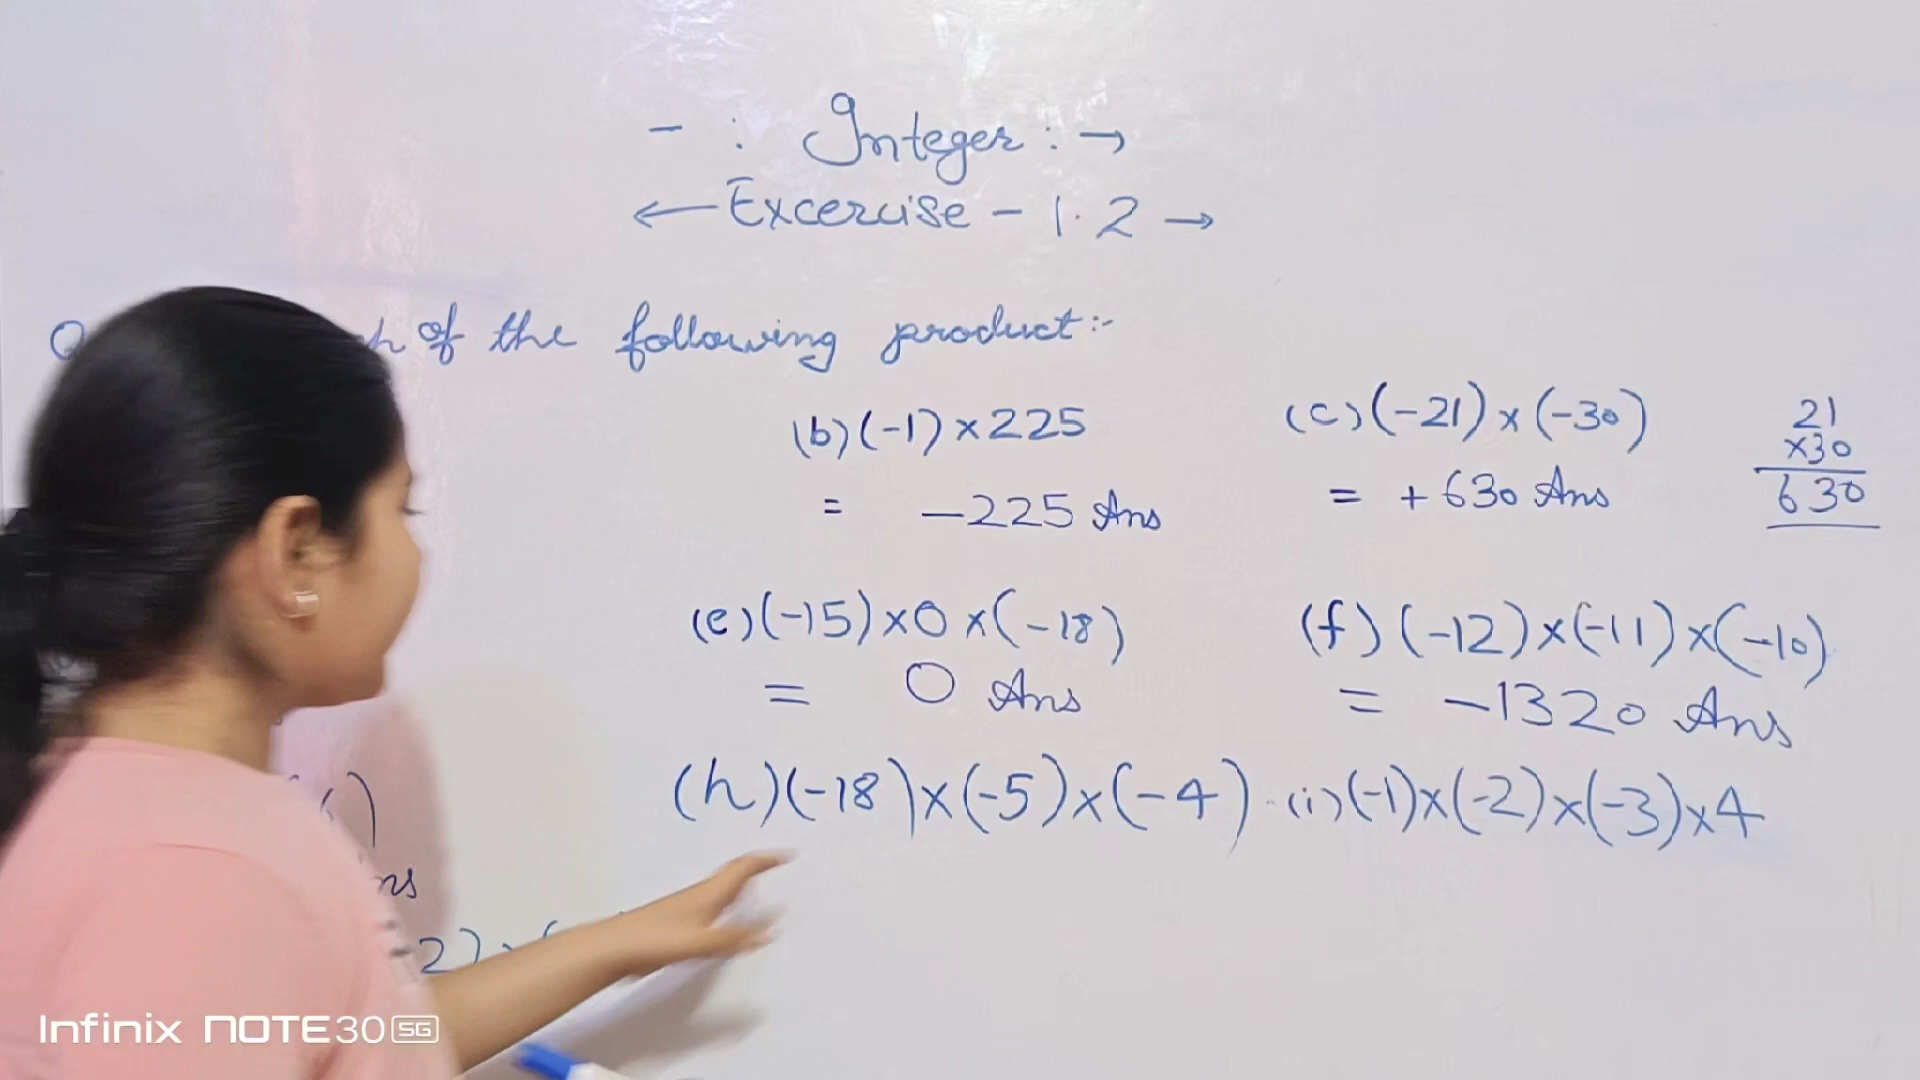 - : Integer : →
← Excercise - 1.2 →
of the following product :-
(b) (-1) × 225
= -225 Ans
(c) (-21) × (-30)
= +630 Ans
21
×30
630
(e) (-15) × 0 × (-18)
= 0 Ans
(f) (-12) × (-11) × (-10)
= -1320 Ans
(h) (-18) × (-5) × (-4)
(i) (-1) × (-2) × (-3) × 4
Infinix NOTE 30 5G